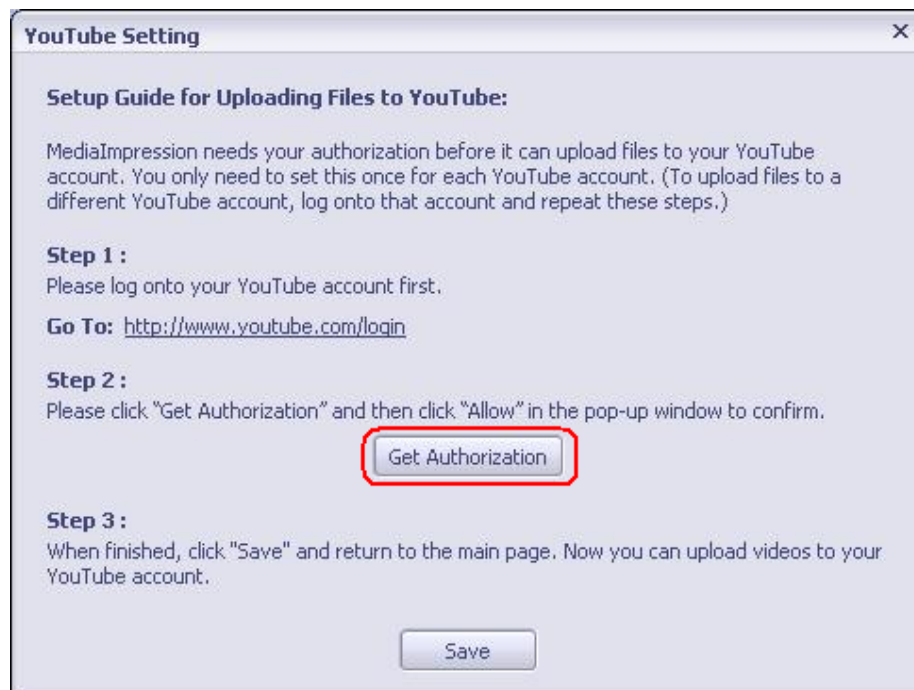 YouTube Setting
Setup Guide for Uploading Files to YouTube:
MediaImpression needs your authorization before it can upload files to your YouTube
account. You only need to set this once for each YouTube account. (To upload files to a
different YouTube account, log onto that account and repeat these steps.)
Step 1 :
Please log onto your YouTube account first.
Go To: http://www.youtube.com/login
Step 2 :
Please click “Get Authorization” and then click “Allow” in the pop-up window to confirm.
Get Authorization
Step 3 :
When finished, click "Save" and return to the main page. Now you can upload videos to your
YouTube account.
Save